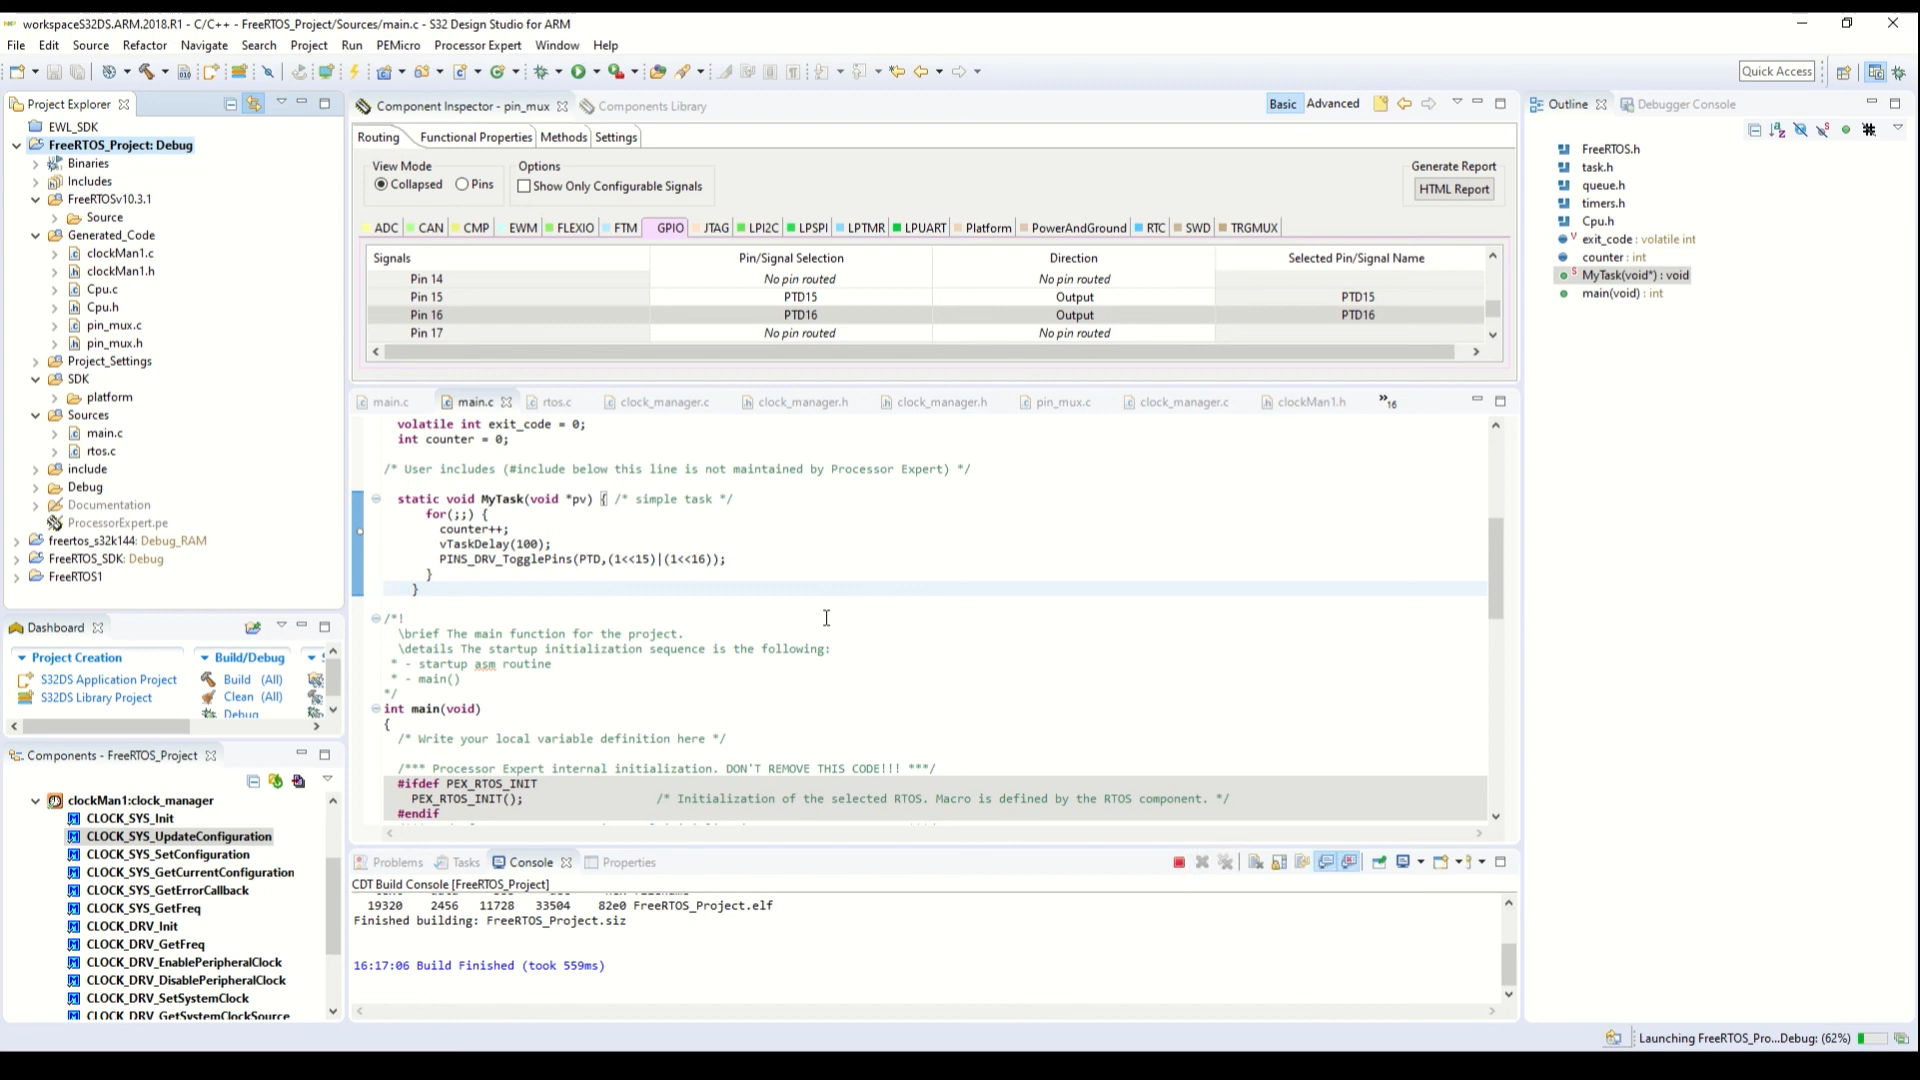 workspaceS32DS.ARM.2018.R1 - C/C++ - FreeRTOS_Project/Sources/main.c - S32 Design Studio for ARM
File Edit Source Refactor Navigate Search Project Run PEMicro Processor Expert Window Help
Quick Access
Project Explorer
EWL_SDK
FreeRTOS_Project: Debug
Binaries
Includes
FreeRTOSv10.3.1
Source
Generated_Code
clockMan1.c
clockMan1.h
Cpu.c
Cpu.h
pin_mux.c
pin_mux.h
Project_Settings
SDK
platform
Sources
main.c
rtos.c
include
Debug
Documentation
ProcessorExpert.pe
freertos_s32k144: Debug_RAM
FreeRTOS_SDK: Debug
FreeRTOS1
Dashboard
Project Creation
S32DS Application Project
S32DS Library Project
Build/Debug
Build (All)
Clean (All)
Debug
Components - FreeRTOS_Project
clockMan1:clock_manager
CLOCK_SYS_Init
CLOCK_SYS_UpdateConfiguration
CLOCK_SYS_SetConfiguration
CLOCK_SYS_GetCurrentConfiguration
CLOCK_SYS_GetErrorCallback
CLOCK_SYS_GetFreq
CLOCK_DRV_Init
CLOCK_DRV_GetFreq
CLOCK_DRV_EnablePeripheralClock
CLOCK_DRV_DisablePeripheralClock
CLOCK_DRV_SetSystemClock
CLOCK_DRV_GetSystemClockSource
Component Inspector - pin_mux Components Library
Basic Advanced
Routing Functional Properties Methods Settings
View Mode
Collapsed Pins
Options
Show Only Configurable Signals
Generate Report
HTML Report
ADC CAN CMP EWM FLEXIO FTM GPIO JTAG LPI2C LPSPI LPTMR LPUART Platform PowerAndGround RTC SWD TRGMUX
Signals Pin/Signal Selection Direction Selected Pin/Signal Name
Pin 14 No pin routed No pin routed
Pin 15 PTD15 Output PTD15
Pin 16 PTD16 Output PTD16
Pin 17 No pin routed No pin routed
main.c main.c rtos.c clock_manager.c clock_manager.h clock_manager.h pin_mux.c clock_manager.c clockMan1.h »16
volatile int exit_code = 0;
int counter = 0;
/* User includes (#include below this line is not maintained by Processor Expert) */
static void MyTask(void *pv) { /* simple task */
for(;;) {
counter++;
vTaskDelay(100);
PINS_DRV_TogglePins(PTD,(1<<15)|(1<<16));
}
}
/*!
\brief The main function for the project.
\details The startup initialization sequence is the following:
* - startup asm routine
* - main()
*/
int main(void)
{
/* Write your local variable definition here */
/*** Processor Expert internal initialization. DON'T REMOVE THIS CODE!!! ***/
#ifdef PEX_RTOS_INIT
PEX_RTOS_INIT(); /* Initialization of the selected RTOS. Macro is defined by the RTOS component. */
#endif
Problems Tasks Console Properties
CDT Build Console [FreeRTOS_Project]
19320 2456 11728 33504 82e0 FreeRTOS_Project.elf
Finished building: FreeRTOS_Project.siz
16:17:06 Build Finished (took 559ms)
Outline Debugger Console
FreeRTOS.h
task.h
queue.h
timers.h
Cpu.h
exit_code : volatile int
counter : int
MyTask(void*) : void
main(void) : int
Launching FreeRTOS_Pro...Debug: (62%)